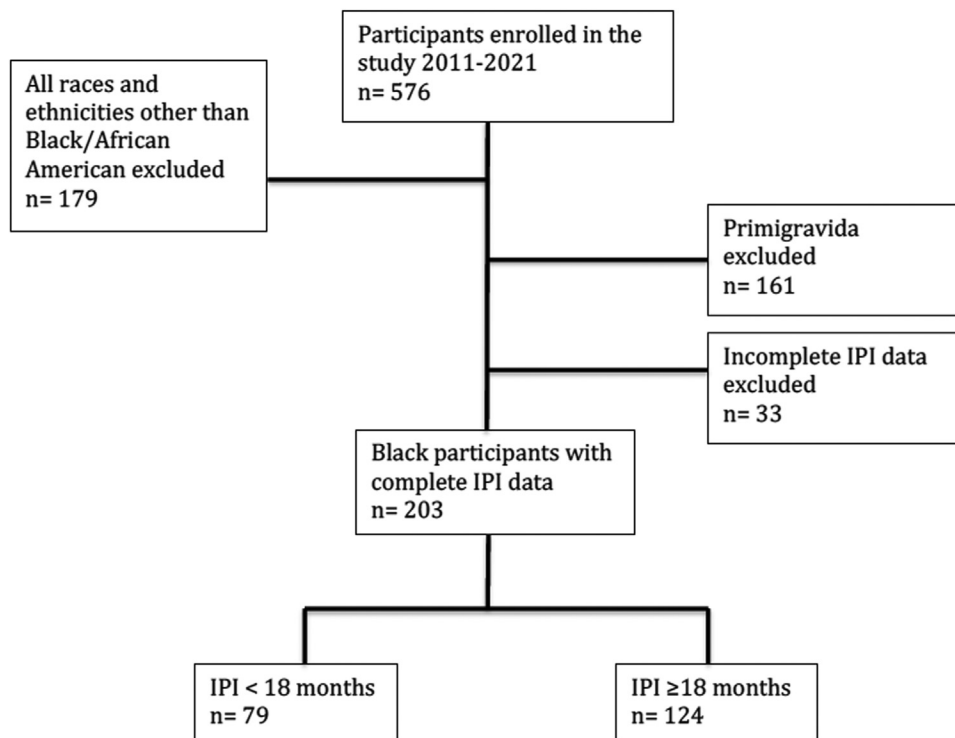 Participants enrolled in the
study 2011-2021
n= 576
All races and
ethnicities other than
Black/African
American excluded
n= 179
Primigravida
excluded
n= 161
Incomplete IPI data
excluded
n= 33
Black participants with
complete IPI data
n= 203
IPI < 18 months
n= 79
IPI ≥18 months
n= 124